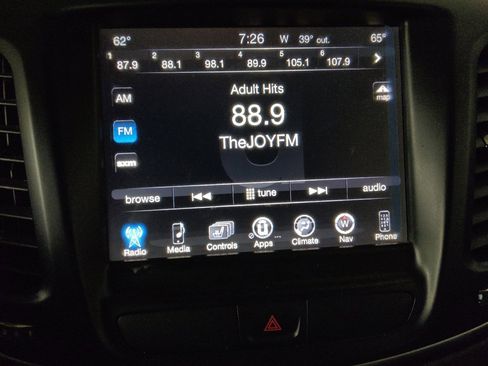 62° 7:26 W 39° out. 65°
1 87.9 2 88.1 3 98.1 4 89.9 5 105.1 6 107.9
AM
Adult Hits
map
88.9
FM
TheJOYFM
sxm
browse tune audio
Radio Media Controls Apps Climate Nav Phone
W